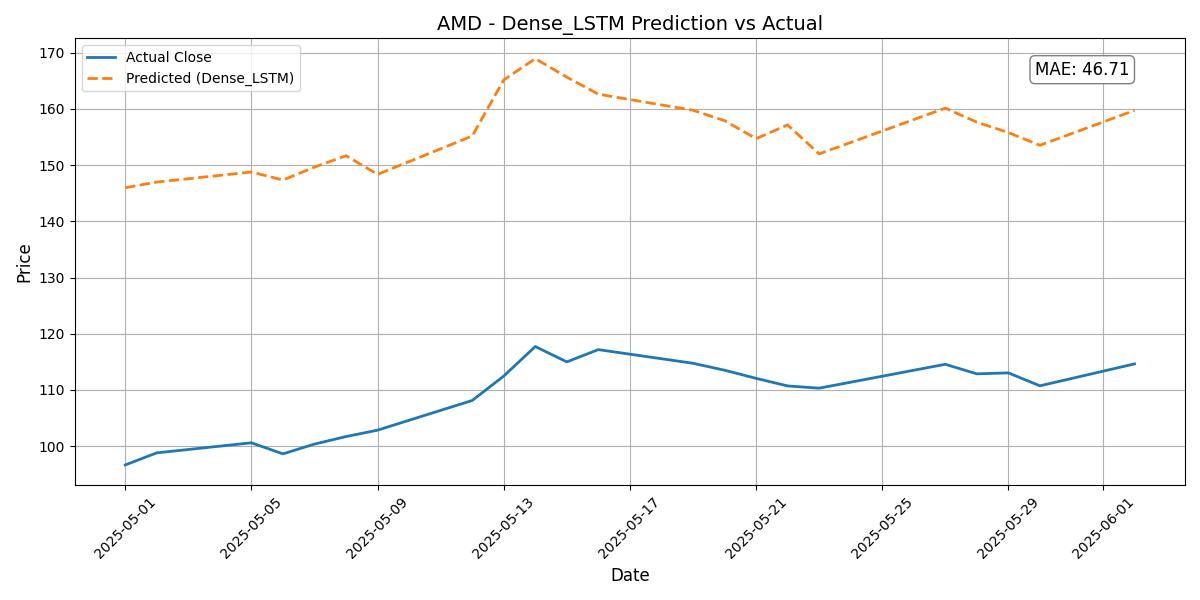 AMD - Dense_LSTM Prediction vs Actual
Actual Close
Predicted (Dense_LSTM)
MAE: 46.71
Price
170
160
150
140
130
120
110
100
2025-05-01
2025-05-05
2025-05-09
2025-05-13
2025-05-17
2025-05-21
2025-05-25
2025-05-29
2025-06-01
Date